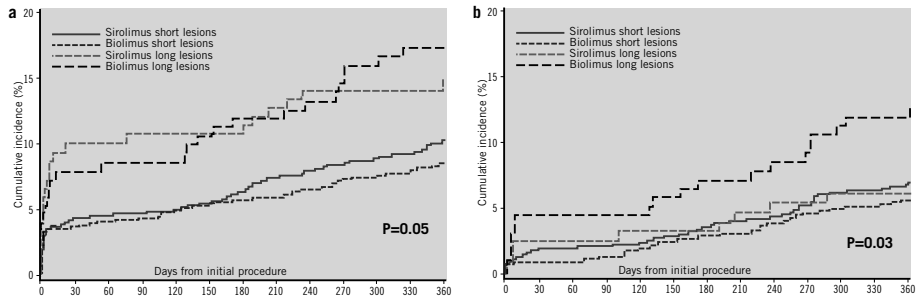 a
20
15
10
5
0
Cumulative incidence (%)
Sirolimus short lesions
Biolimus short lesions
Sirolimus long lesions
Biolimus long lesions
P=0.05
Days from initial procedure
0 30 60 90 120 150 180 210 240 270 300 330 360
b
20
15
10
5
0
Cumulative incidence (%)
Sirolimus short lesions
Biolimus short lesions
Sirolimus long lesions
Biolimus long lesions
P=0.03
Days from initial procedure
0 30 60 90 120 150 180 210 240 270 300 330 360